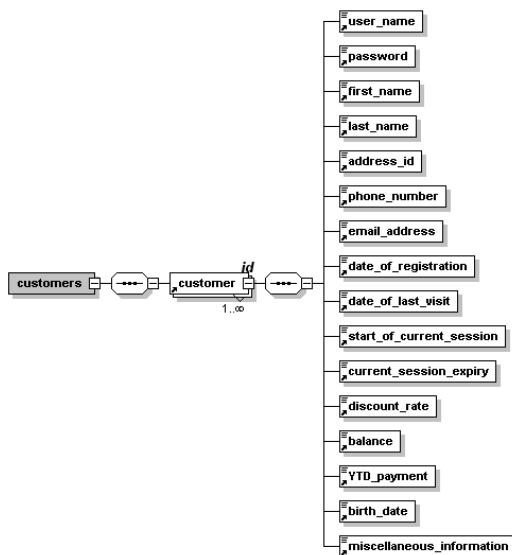 customers
customer
id
1..∞
user_name
password
first_name
last_name
address_id
phone_number
email_address
date_of_registration
date_of_last_visit
start_of_current_session
current_session_expiry
discount_rate
balance
YTD_payment
birth_date
miscellaneous_information